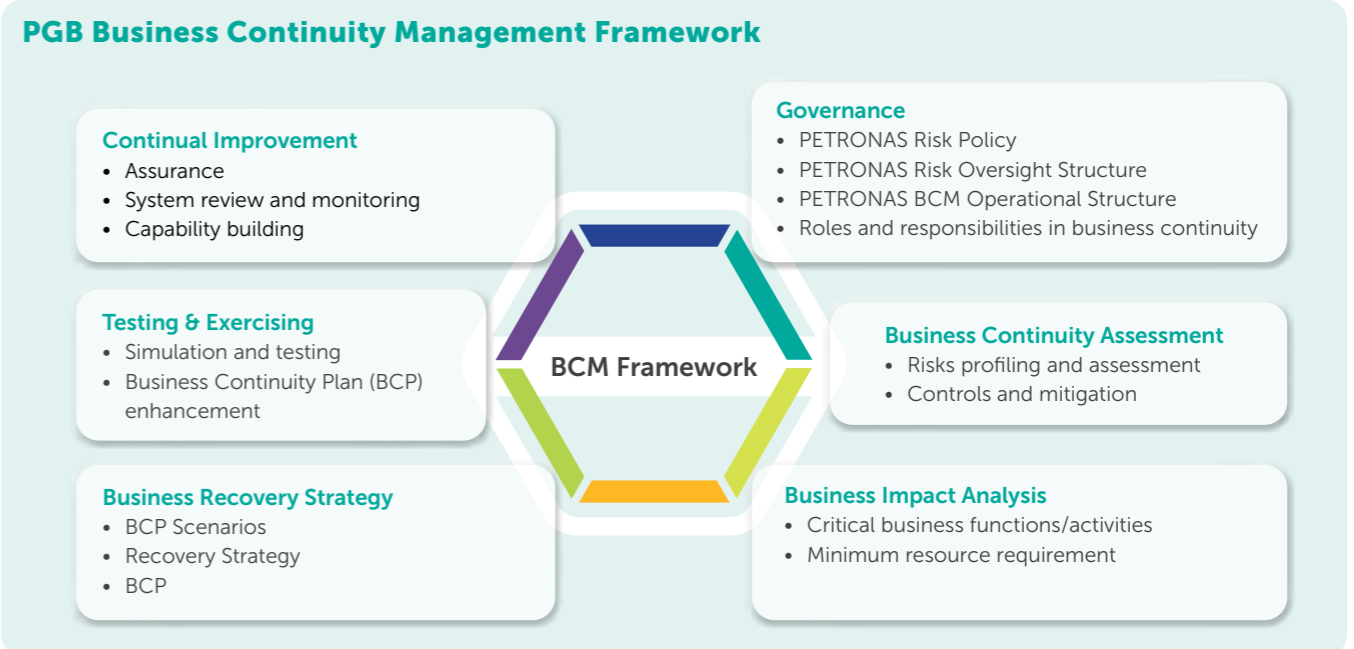 PGB Business Continuity Management Framework
Continual Improvement
• Assurance
• System review and monitoring
• Capability building
Testing & Exercising
• Simulation and testing
• Business Continuity Plan (BCP)
enhancement
Business Recovery Strategy
• BCP Scenarios
• Recovery Strategy
• BCP
BCM Framework
Governance
• PETRONAS Risk Policy
• PETRONAS Risk Oversight Structure
• PETRONAS BCM Operational Structure
• Roles and responsibilities in business continuity
Business Continuity Assessment
• Risks profiling and assessment
• Controls and mitigation
Business Impact Analysis
• Critical business functions/activities
• Minimum resource requirement